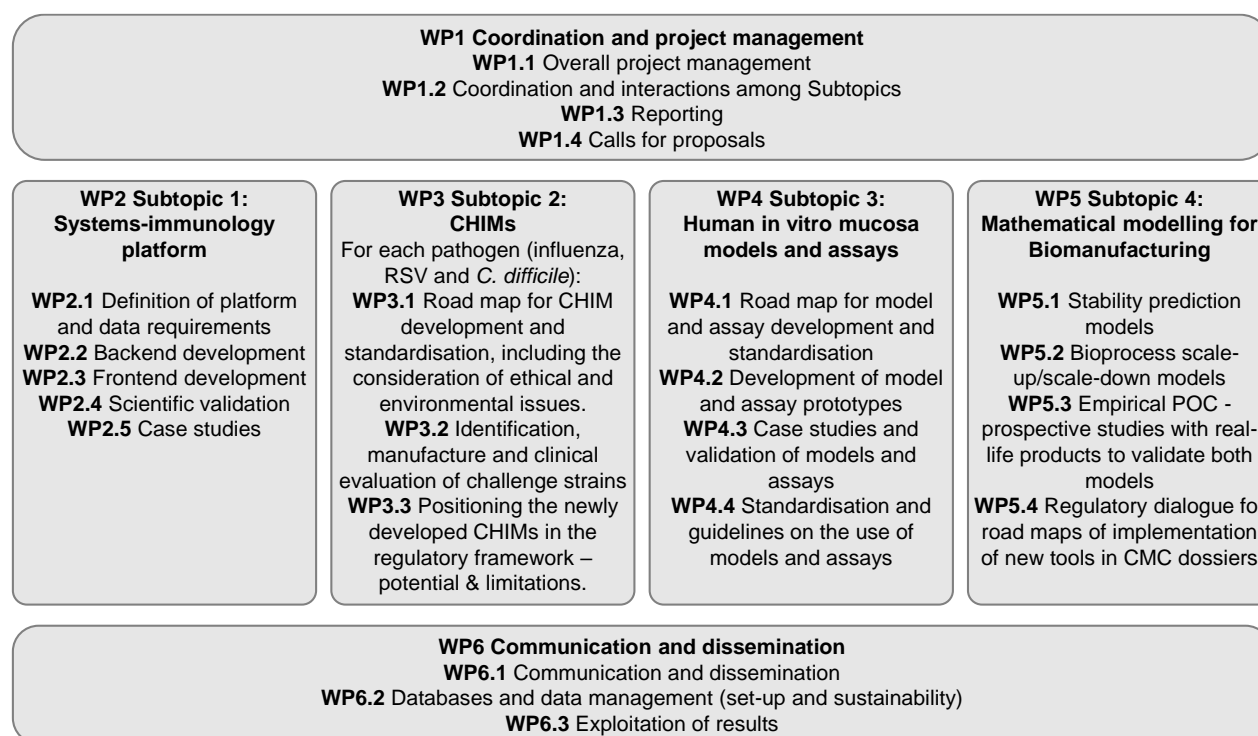 WP1 Coordination and project management
WP1.1 Overall project management
WP1.2 Coordination and interactions among Subtopics
WP1.3 Reporting
WP1.4 Calls for proposals
WP2 Subtopic 1:
Systems-immunology
platform
WP2.1 Definition of platform
and data requirements
WP2.2 Backend development
WP2.3 Frontend development
WP2.4 Scientific validation
WP2.5 Case studies
WP3 Subtopic 2:
CHIMs
For each pathogen (influenza,
RSV and C. difficile):
WP3.1 Road map for CHIM
development and
standardisation, including the
consideration of ethical and
environmental issues.
WP3.2 Identification,
manufacture and clinical
evaluation of challenge strains
WP3.3 Positioning the newly
developed CHIMs in the
regulatory framework –
potential & limitations.
WP4 Subtopic 3:
Human in vitro mucosa
models and assays
WP4.1 Road map for model
and assay development and
standardisation
WP4.2 Development of model
and assay prototypes
WP4.3 Case studies and
validation of models and
assays
WP4.4 Standardisation and
guidelines on the use of
models and assays
WP5 Subtopic 4:
Mathematical modelling for
Biomanufacturing
WP5.1 Stability prediction
models
WP5.2 Bioprocess scale-
up/scale-down models
WP5.3 Empirical POC -
prospective studies with real-
life products to validate both
models
WP5.4 Regulatory dialogue fo
road maps of implementation
of new tools in CMC dossiers
WP6 Communication and dissemination
WP6.1 Communication and dissemination
WP6.2 Databases and data management (set-up and sustainability)
WP6.3 Exploitation of results